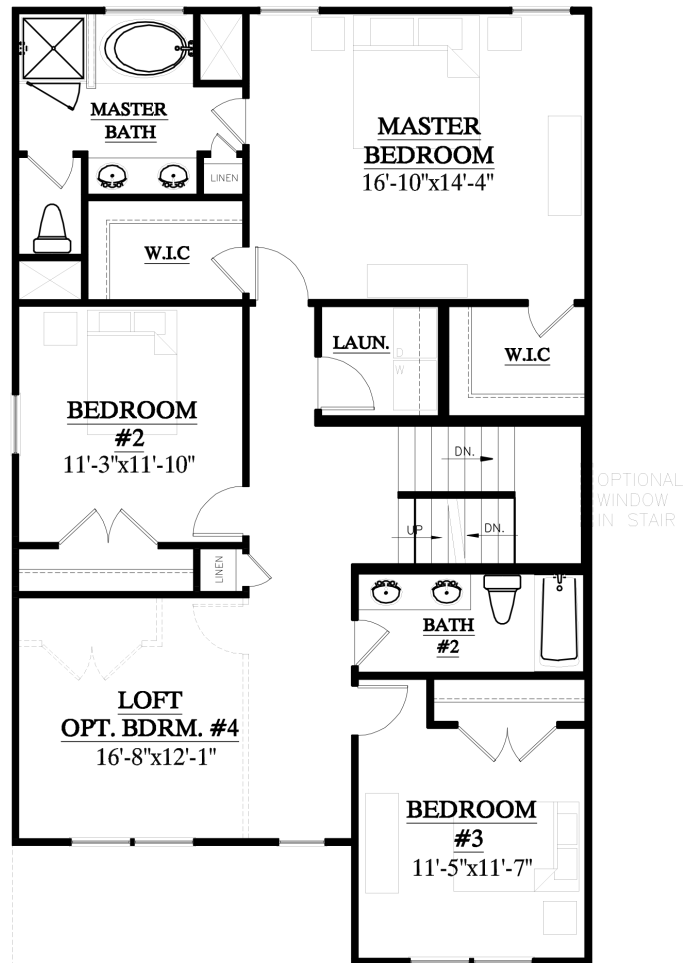 MASTER
BATH
LINEN
MASTER
BEDROOM
16'-10"x14'-4"
W.I.C
LAUN.
D
W
W.I.C
BEDROOM
#2
11'-3"x11'-10"
DN.
UP
DN.
OPTIONAL
WINDOW
IN STAIR
LINEN
BATH
#2
LOFT
OPT. BDRM. #4
16'-8"x12'-1"
BEDROOM
#3
11'-5"x11'-7"